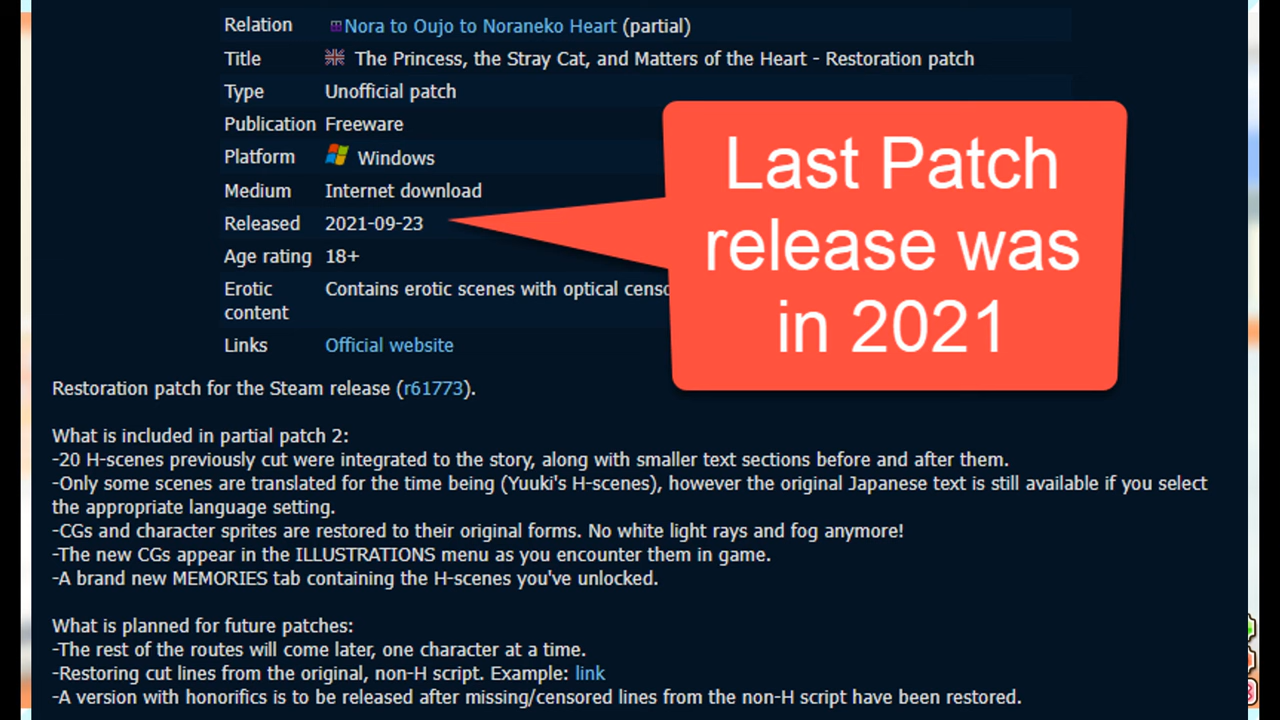 Relation Nora to Oujo to Noraneko Heart (partial)
Title The Princess, the Stray Cat, and Matters of the Heart - Restoration patch
Type Unofficial patch
Publication Freeware
Platform Windows
Medium Internet download
Released 2021-09-23
Age rating 18+
Erotic content Contains erotic scenes with optical
Links Official website
Last Patch
release was
in 2021
Restoration patch for the Steam release (r61773).
What is included in partial patch 2:
-20 H-scenes previously cut were integrated to the story, along with smaller text sections before and after them.
-Only some scenes are translated for the time being (Yuuki's H-scenes), however the original Japanese text is still available if you select
the appropriate language setting.
-CGs and character sprites are restored to their original forms. No white light rays and fog anymore!
-The new CGs appear in the ILLUSTRATIONS menu as you encounter them in game.
-A brand new MEMORIES tab containing the H-scenes you've unlocked.
What is planned for future patches:
-The rest of the routes will come later, one character at a time.
-Restoring cut lines from the original, non-H script. Example: link
-A version with honorifics is to be released after missing/censored lines from the non-H script have been restored.